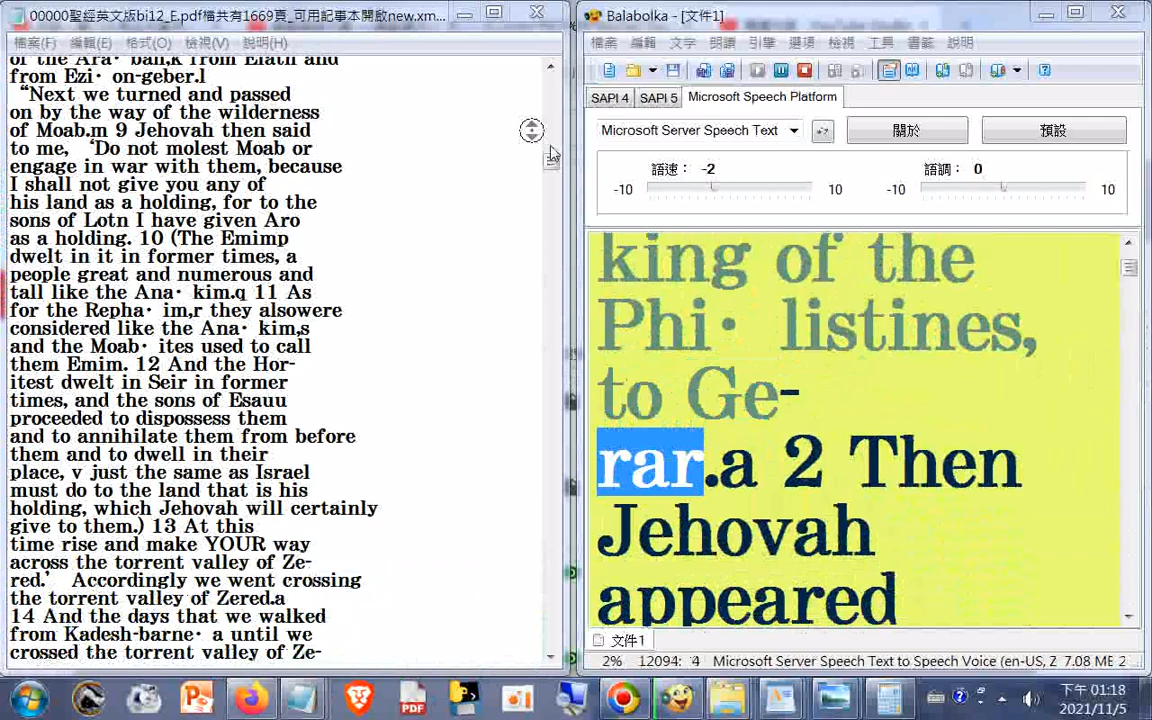 00000聖經英文版bi12_E.pdf檔共有1669頁_可用記事本開啟new.xm...
檔案(F) 編輯(E) 格式(O) 檢視(V) 說明(H)
of the Ara· bah,k from Elath and
from Ezi· on-geber.l
“Next we turned and passed
on by the way of the wilderness
of Moab.m 9 Jehovah then said
to me, ‘Do not molest Moab or
engage in war with them, because
I shall not give you any of
his land as a holding, for to the
sons of Lotn I have given Aro
as a holding. 10 (The Emimp
dwelt in it in former times, a
people great and numerous and
tall like the Ana· kim.q 11 As
for the Repha· im,r they alsowere
considered like the Ana· kim,s
and the Moab· ites used to call
them Emim. 12 And the Hor-
itest dwelt in Seir in former
times, and the sons of Esauu
proceeded to dispossess them
and to annihilate them from before
them and to dwell in their
place, v just the same as Israel
must do to the land that is his
holding, which Jehovah will certainly
give to them.) 13 At this
time rise and make YOUR way
across the torrent valley of Ze-
red.’ Accordingly we went crossing
the torrent valley of Zered.a
14 And the days that we walked
from Kadesh-barne· a until we
crossed the torrent valley of Ze-
Balabolka - [文件1]
檔案 編輯 文字 朗讀 引擎 選項 檢視 工具 書籤 說明
SAPI 4 SAPI 5 Microsoft Speech Platform
Microsoft Server Speech Text 關於 預設
語速： -2 語調： 0
-10 10 -10 10
king of the
Phi· listines,
to Ge-
rar.a 2 Then
Jehovah
appeared
文件1
2% 12094: 4 Microsoft Server Speech Text to Speech Voice (en-US, Z 7.08 ME 2
PDF
下午 01:18
2021/11/5